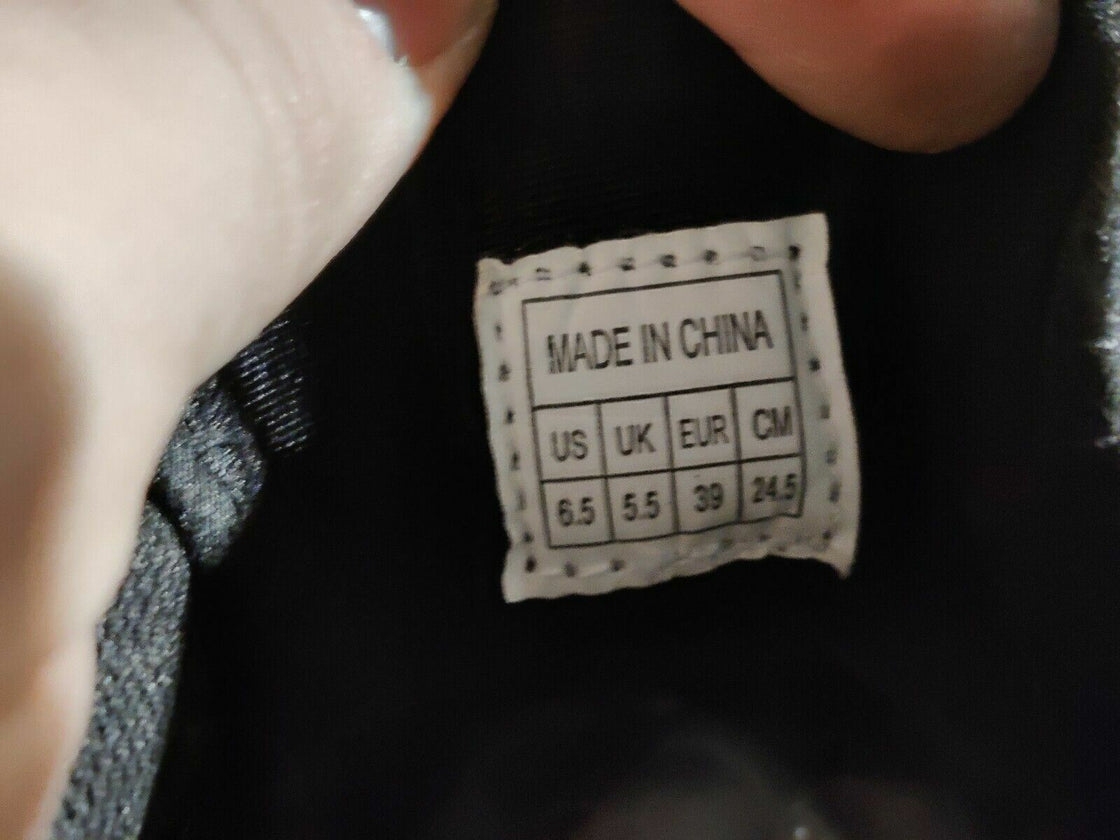 MADE IN CHINA
US UK EUR CM
6.5 5.5 39 24.5